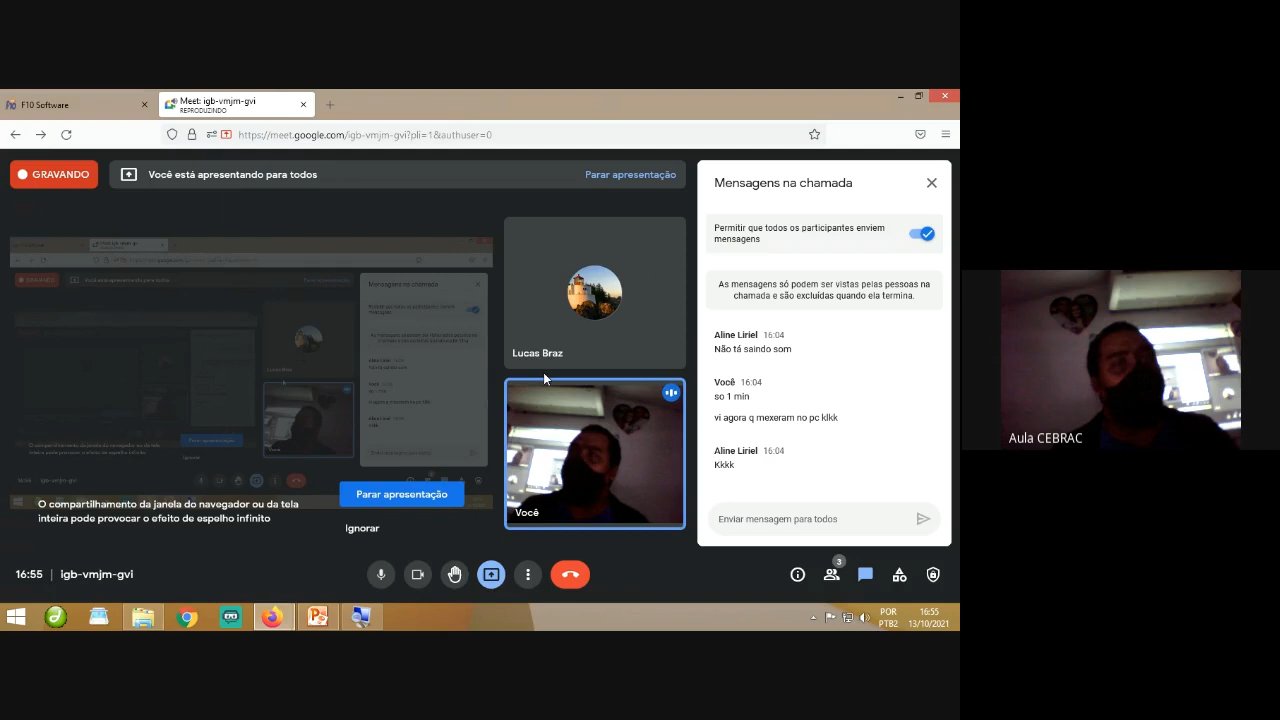 F10 Software
Meet: igb-vmjm-gvi
REPRODUZINDO
https://meet.google.com/igb-vmjm-gvi?pli=1&authuser=0
GRAVANDO
Você está apresentando para todos
Parar apresentação
Lucas Braz
Você
O compartilhamento da janela do navegador ou da tela
inteira pode provocar o efeito de espelho infinito
Parar apresentação
Ignorar
Mensagens na chamada
Permitir que todos os participantes enviem
mensagens
As mensagens só podem ser vistas pelas pessoas na
chamada e são excluídas quando ela termina.
Aline Liriel 16:04
Não tá saindo som
Você 16:04
so 1 min
vi agora q mexeram no pc klkk
Aline Liriel 16:04
Kkkk
Enviar mensagem para todos
16:55 | igb-vmjm-gvi
3
POR
PTB2
16:55
13/10/2021
Aula CEBRAC